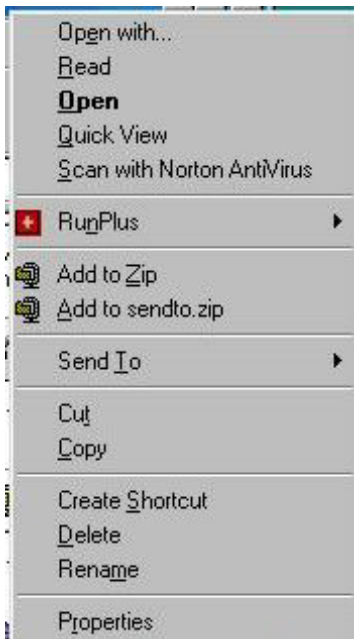 Open with...
Read
Open
Quick View
Scan with Norton AntiVirus
RunPlus
Add to Zip
Add to sendto.zip
Send To
Cut
Copy
Create Shortcut
Delete
Rename
Properties